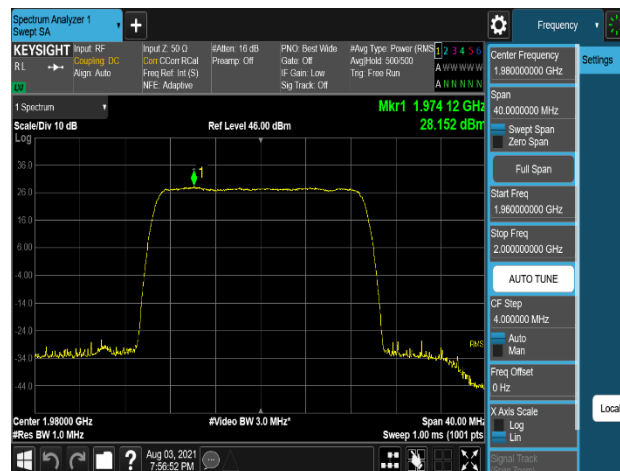 Spectrum Analyzer 1
Swept SA
Frequency
KEYSIGHT
RL
Input: RF
Coupling: DC
Align: Auto
Input Z: 50 Ω
Corr CCorr RCal
Freq Ref: Int (S)
NFE: Adaptive
#Atten: 16 dB
Preamp: Off
PNO: Best Wide
Gate: Off
IF Gain: Low
Sig Track: Off
#Avg Type: Power (RMS
Avg|Hold: 500/500
Trig: Free Run
1 2 3 4 5 6
A W W W W W
A N N N N N
1 Spectrum
Scale/Div 10 dB
Ref Level 46.00 dBm
Mkr1 1.974 12 GHz
28.152 dBm
Log
1
36.0
26.0
16.0
6.00
-4.00
-14.0
-24.0
-34.0
-44.0
RMS
Center 1.98000 GHz
#Res BW 1.0 MHz
#Video BW 3.0 MHz*
Span 40.00 MHz
Sweep 1.00 ms (1001 pts
Aug 03, 2021
7:56:52 PM
?
Center Frequency
1.980000000 GHz
Span
40.0000000 MHz
Swept Span
Zero Span
Full Span
Start Freq
1.960000000 GHz
Stop Freq
2.000000000 GHz
AUTO TUNE
CF Step
4.000000 MHz
Auto
Man
Freq Offset
0 Hz
X Axis Scale
Log
Lin
Signal Track
(Span Zoom)
Settings
Local